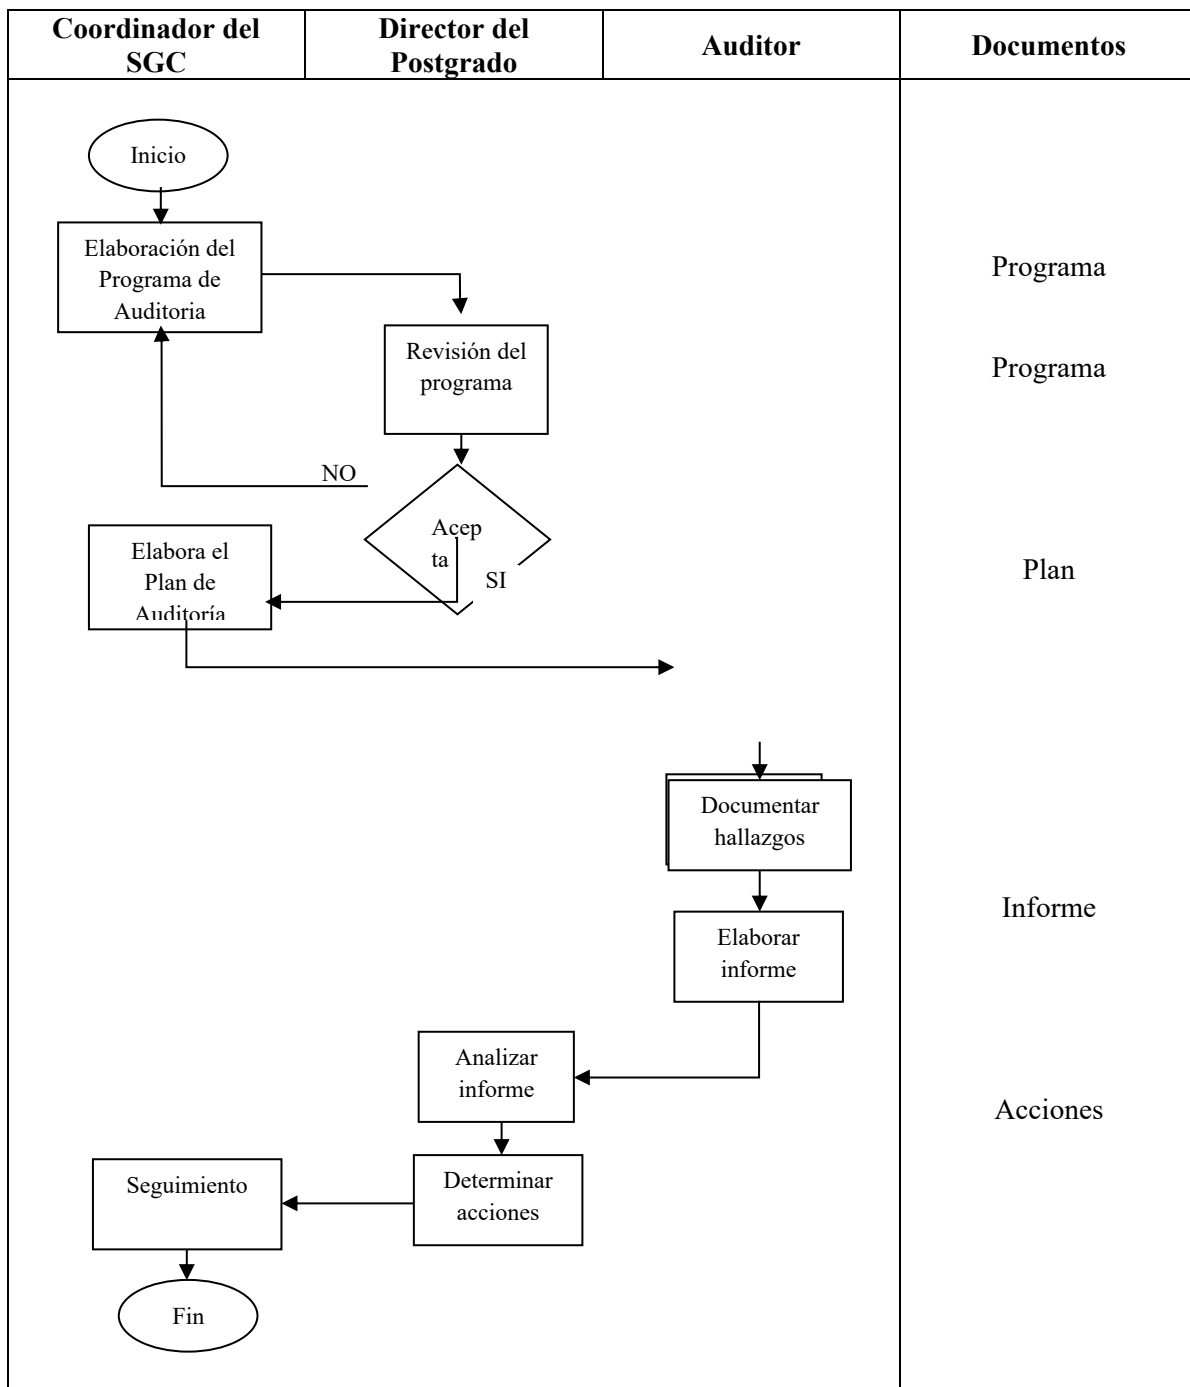 Coordinador del
SGC
Director del
Postgrado
Auditor
Documentos
Inicio
Elaboración del
Programa de
Auditoria
Programa
Revisión del
programa
Programa
NO
Acep
ta
SI
Elabora el
Plan de
Auditoría
Plan
Documentar
hallazgos
Informe
Elaborar
informe
Analizar
informe
Acciones
Determinar
acciones
Seguimiento
Fin